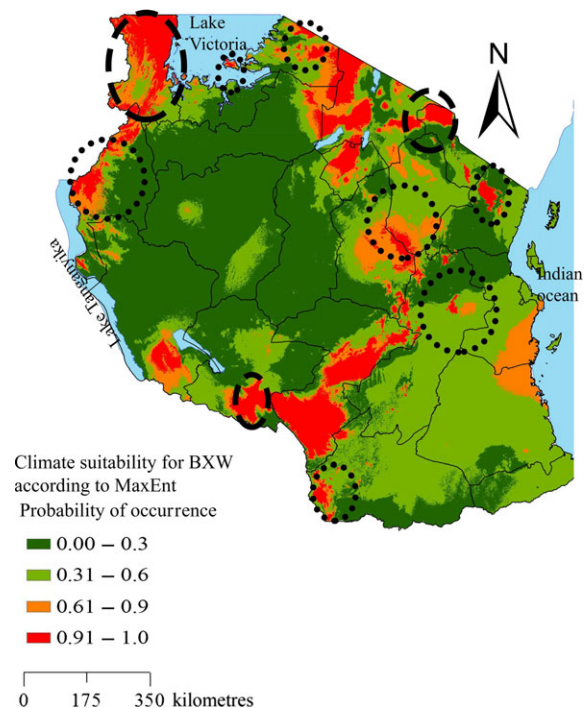 Lake
Victoria
N
Lake Tanganyika
Indian
ocean
Climate suitability for BXW
according to MaxEnt
Probability of occurrence
0.00 – 0.3
0.31 – 0.6
0.61 – 0.9
0.91 – 1.0
0 175 350 kilometres